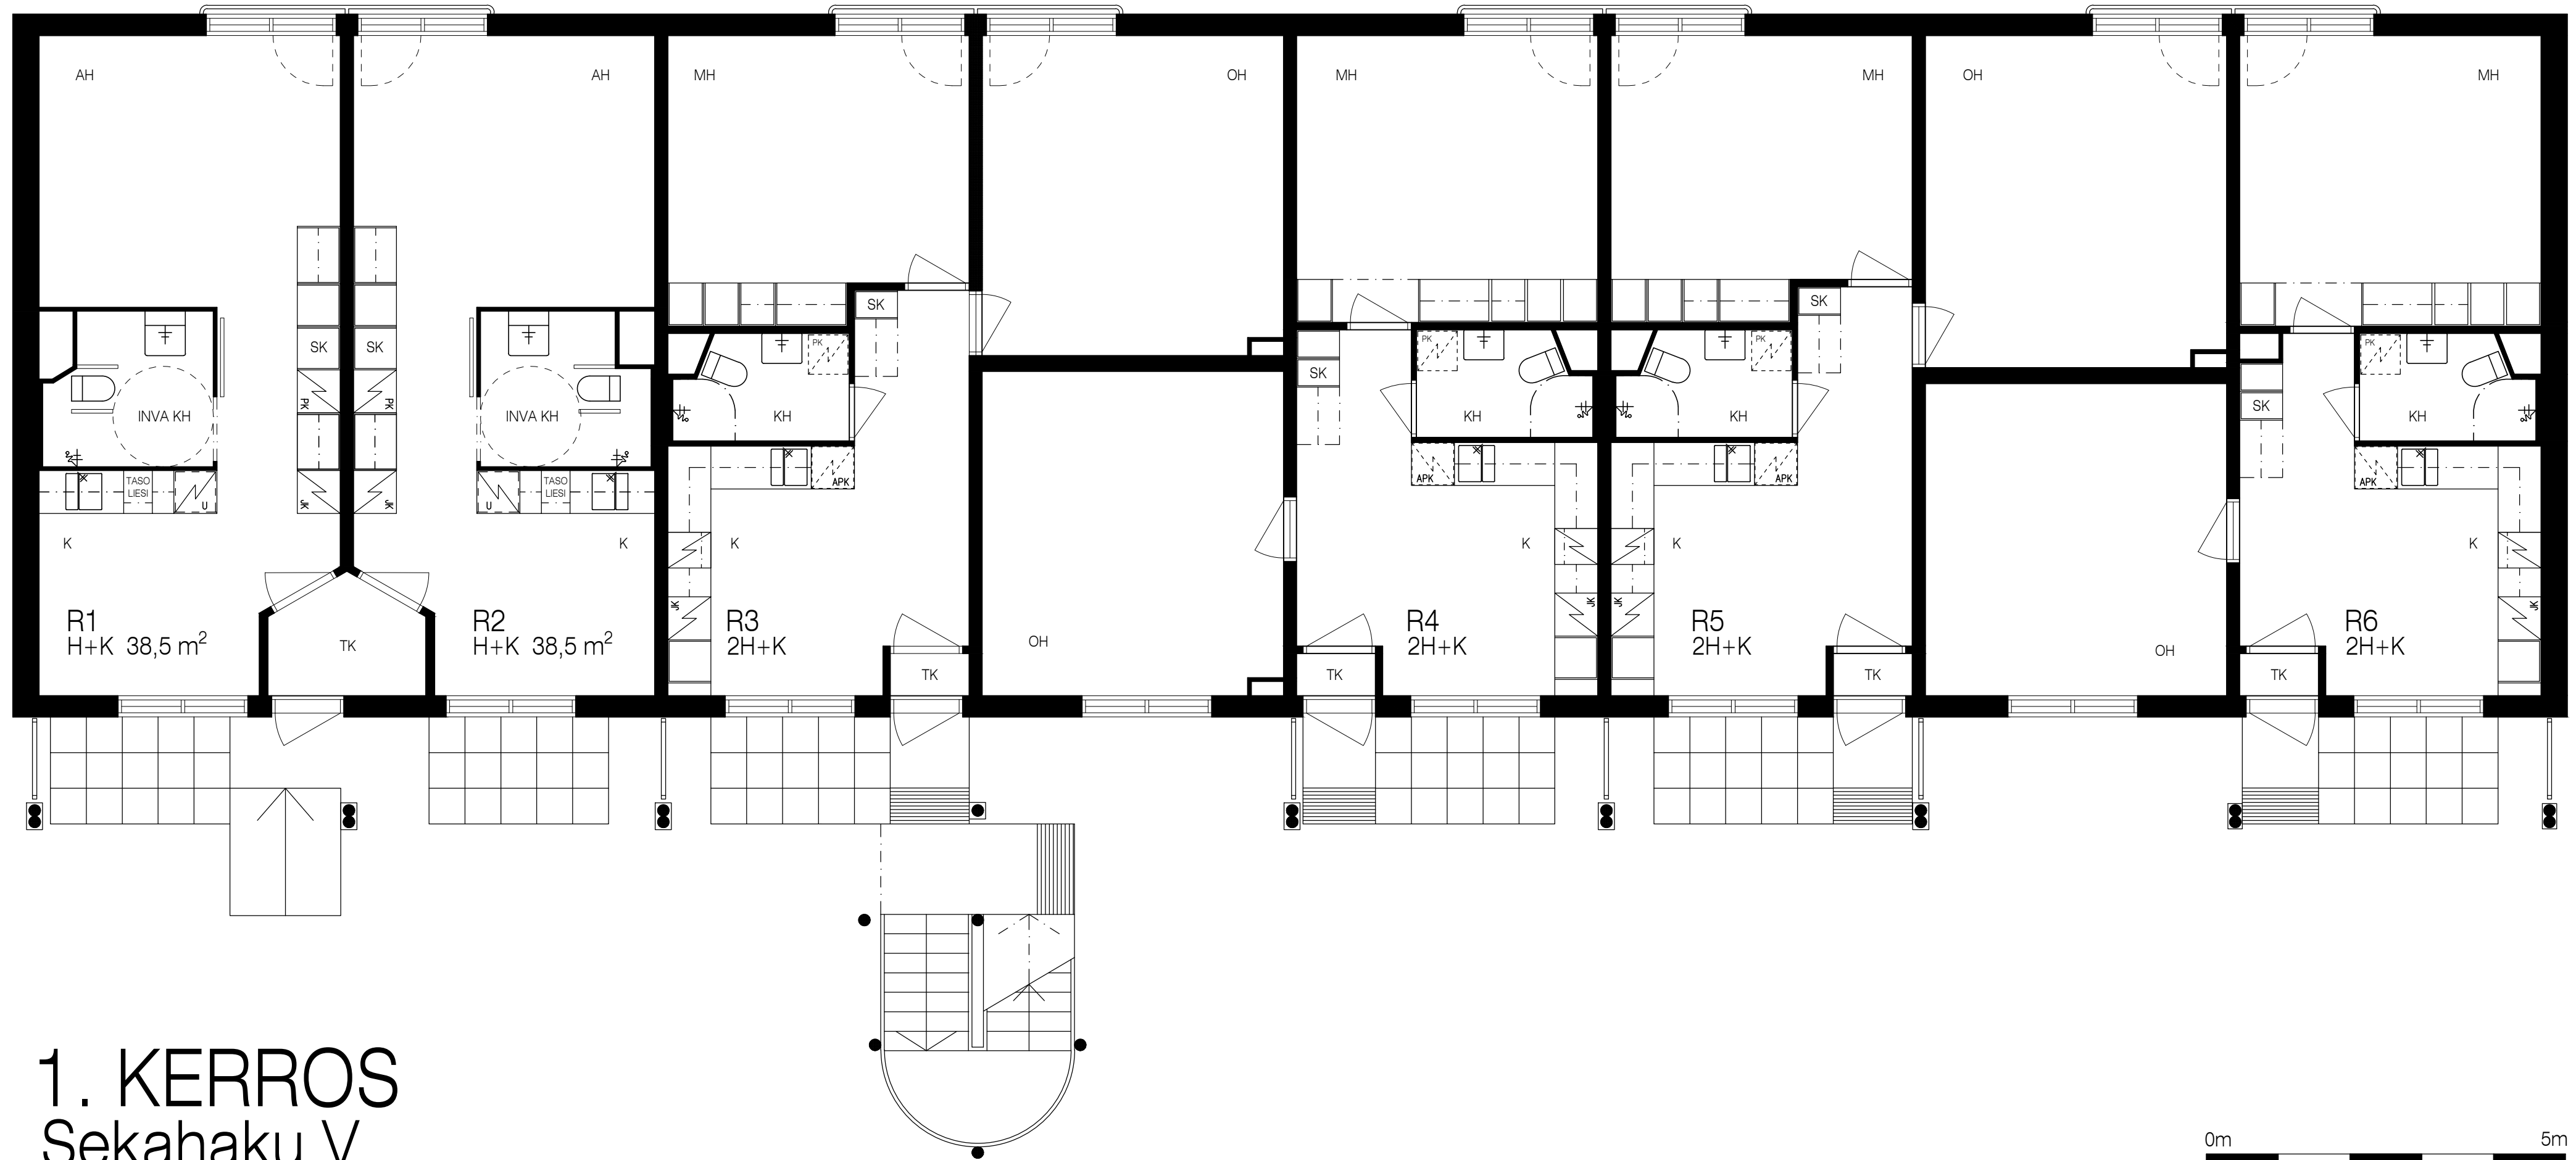 AH AH MH OH MH MH OH MH
SK SK SK SK
PK PK PK PK
SK SK SK SK
PK PK
INVA KH INVA KH KH KH KH KH
TASO LIESI U U TASO LIESI APK APK APK APK
JK JK
K K K K K K
JK JK JK JK
R1
H+K 38,5 m²
TK
R2
H+K 38,5 m²
R3
2H+K
TK
OH
TK
R4
2H+K
R5
2H+K
TK
OH
TK
R6
2H+K
1. KERROS
Sekahaku V
0m 5m